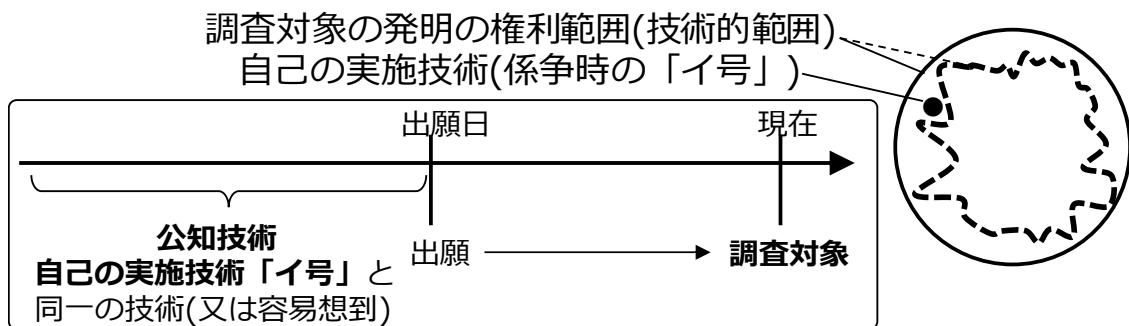 調査対象の発明の権利範囲(技術的範囲)
自己の実施技術(係争時の「イ号」)
出願日
現在
公知技術
自己の実施技術「イ号」と
同一の技術(又は容易想到)
出願
調査対象